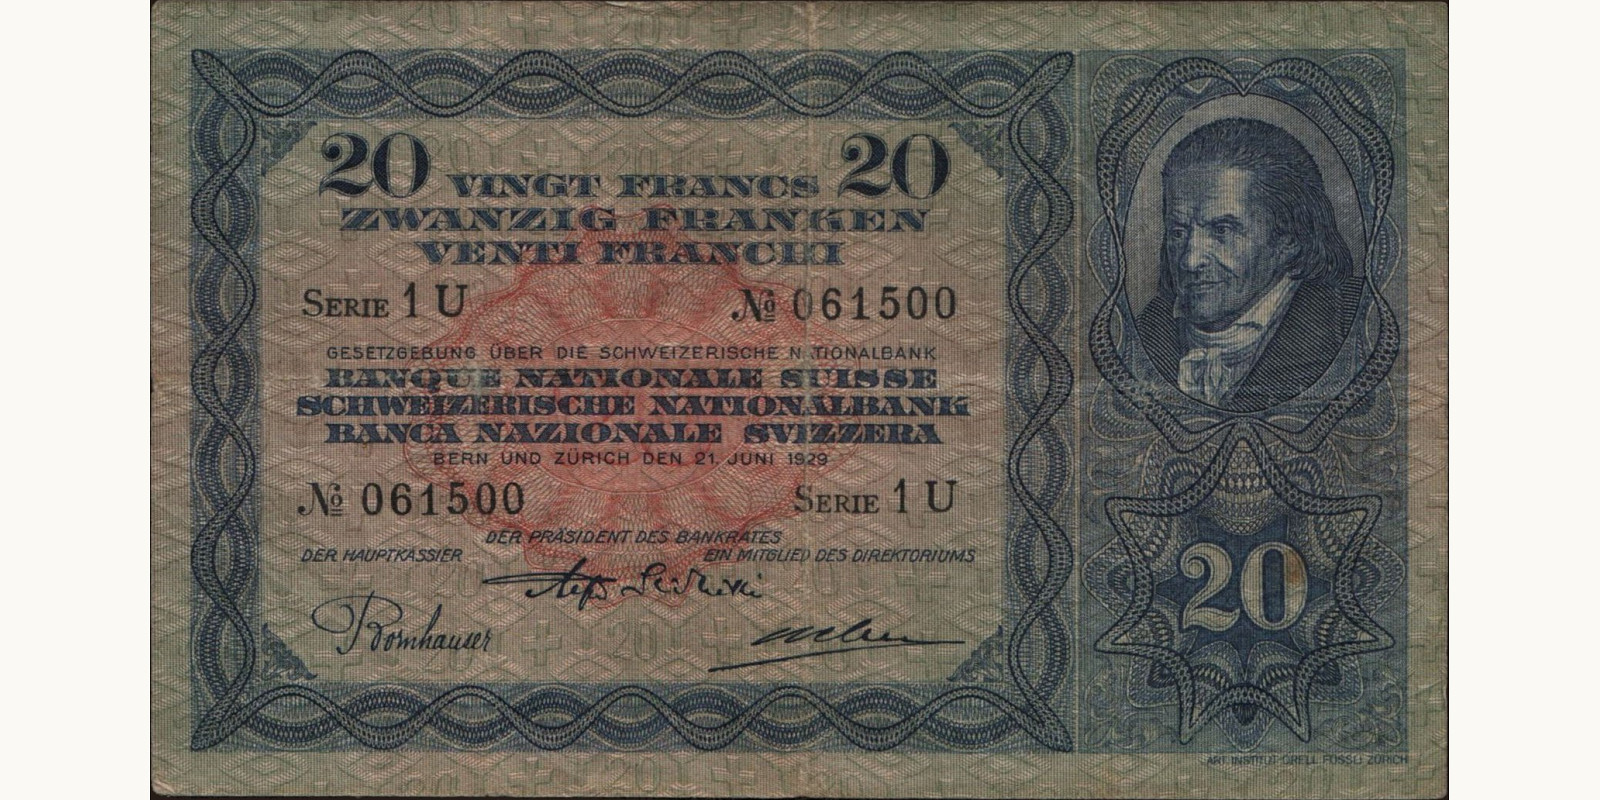 20 VINGT FRANCS 20
ZWANZIG FRANKEN
VENTI FRANCHI
SERIE 1 U № 061500
GESETZGEBUNG ÜBER DIE SCHWEIZERISCHE N TIONALBANK
BANQUE NATIONALE SUISSE
SCHWEIZERISCHE NATIONALBANK
BANCA NAZIONALE SVIZZERA
BERN UND ZÜRICH DEN 21. JUNI 1929
№ 061500 SERIE 1 U
DER PRÄSIDENT DES BANKRATES
DER HAUPTKASSIER EIN MITGLIED DES DIREKTORIUMS
Bornhauser
20
ART. INSTITUT ORELL FÜSSLI ZÜRICH